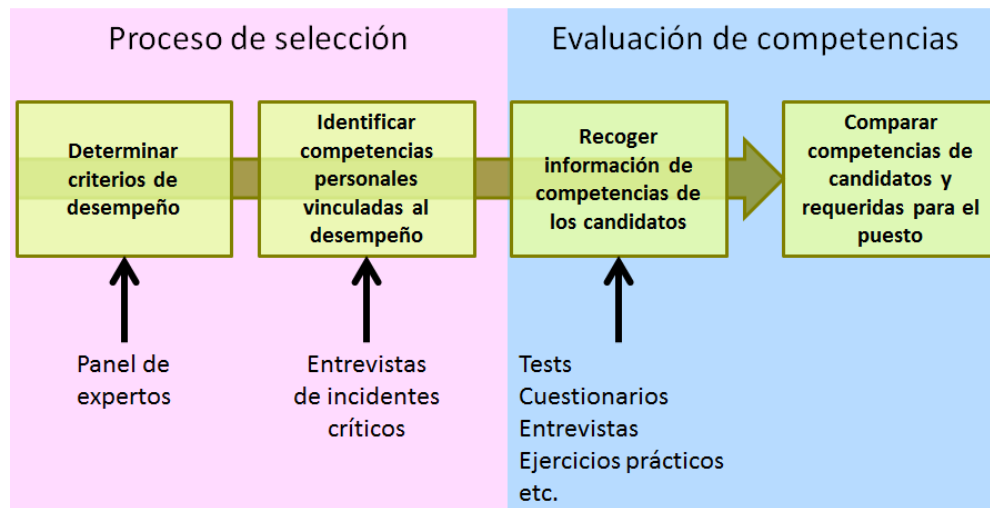 Proceso de selección
Evaluación de competencias
Determinar
criterios de
desempeño
Identificar
competencias
personales
vinculadas al
desempeño
Recoger
información de
competencias de
los candidatos
Comparar
competencias de
candidatos y
requeridas para el
puesto
Panel de
expertos
Entrevistas
de incidentes
críticos
Tests
Cuestionarios
Entrevistas
Ejercicios prácticos
etc.